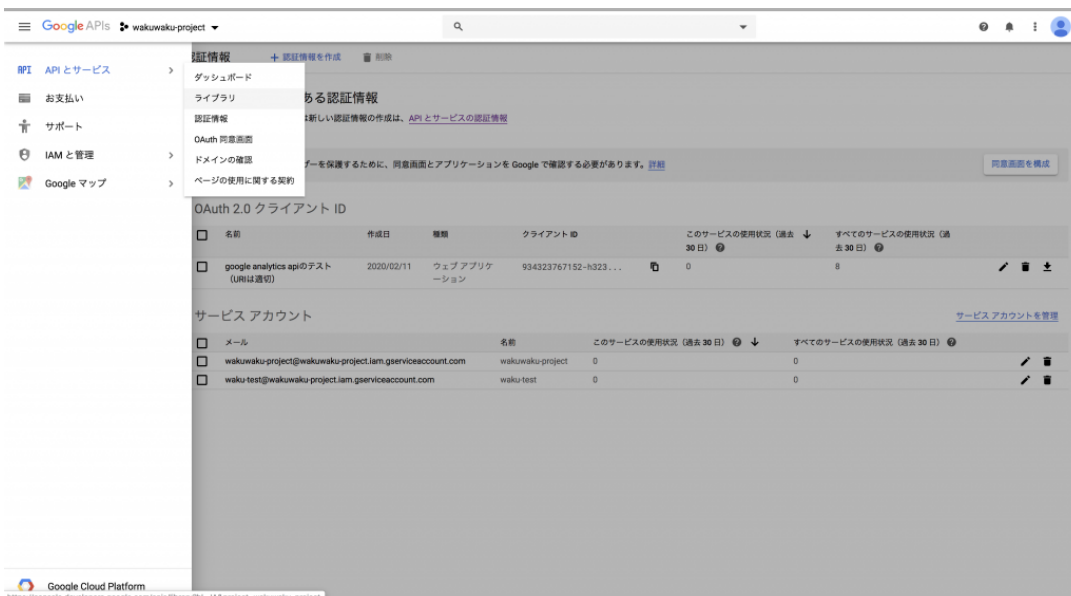 Google APIs wakuwaku-project
API APIとサービス
お支払い
サポート
IAM と管理
Google マップ
ダッシュボード
ライブラリ
認証情報
OAuth 同意画面
ドメインの確認
ページの使用に関する契約
認証情報 + 認証情報を作成 削除
ある認証情報
は新しい認証情報の作成は、API とサービスの認証情報
ザーを保護するために、同意画面とアプリケーションを Google で確認する必要があります。詳細 同意画面を構成
OAuth 2.0 クライアント ID
名前 作成日 種類 クライアント ID このサービスの使用状況（過去 30 日） すべてのサービスの使用状況（過去 30 日）
google analytics apiのテスト（URIは適切） 2020/02/11 ウェブ アプリケーション 934323767152-h323... 0 8
サービス アカウント サービス アカウントを管理
メール 名前 このサービスの使用状況（過去 30 日） すべてのサービスの使用状況（過去 30 日）
wakuwaku-project@wakuwaku-project.iam.gserviceaccount.com wakuwaku-project 0 0
waku-test@wakuwaku-project.iam.gserviceaccount.com waku-test 0 0
Google Cloud Platform